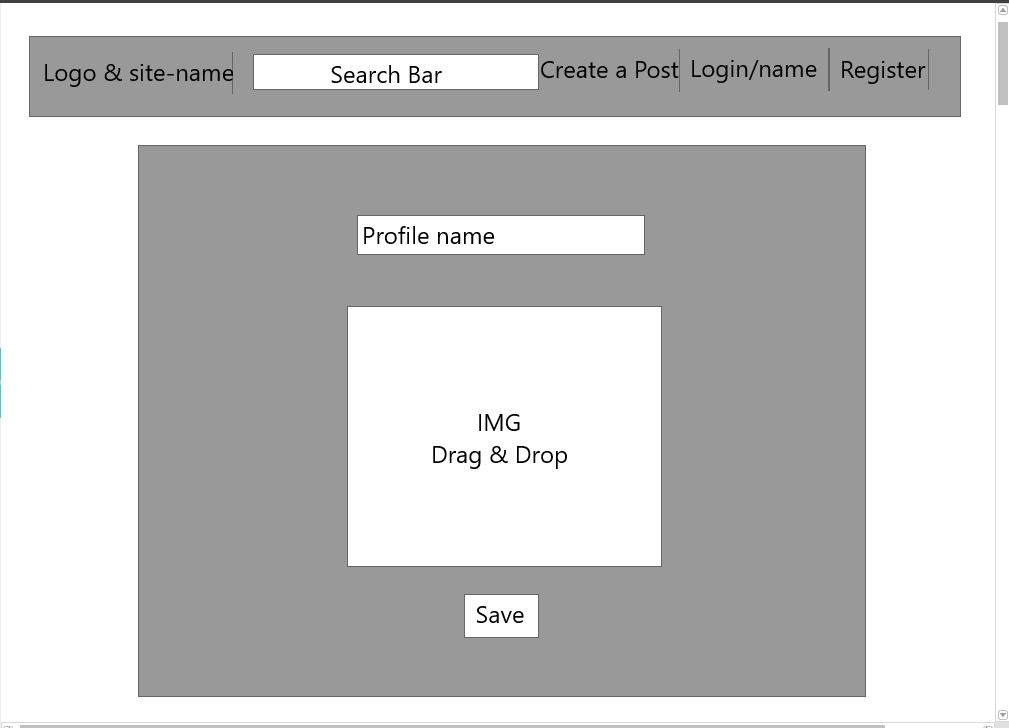 Logo & site-name
Search Bar
Create a Post
Login/name
Register
Profile name
IMG
Drag & Drop
Save